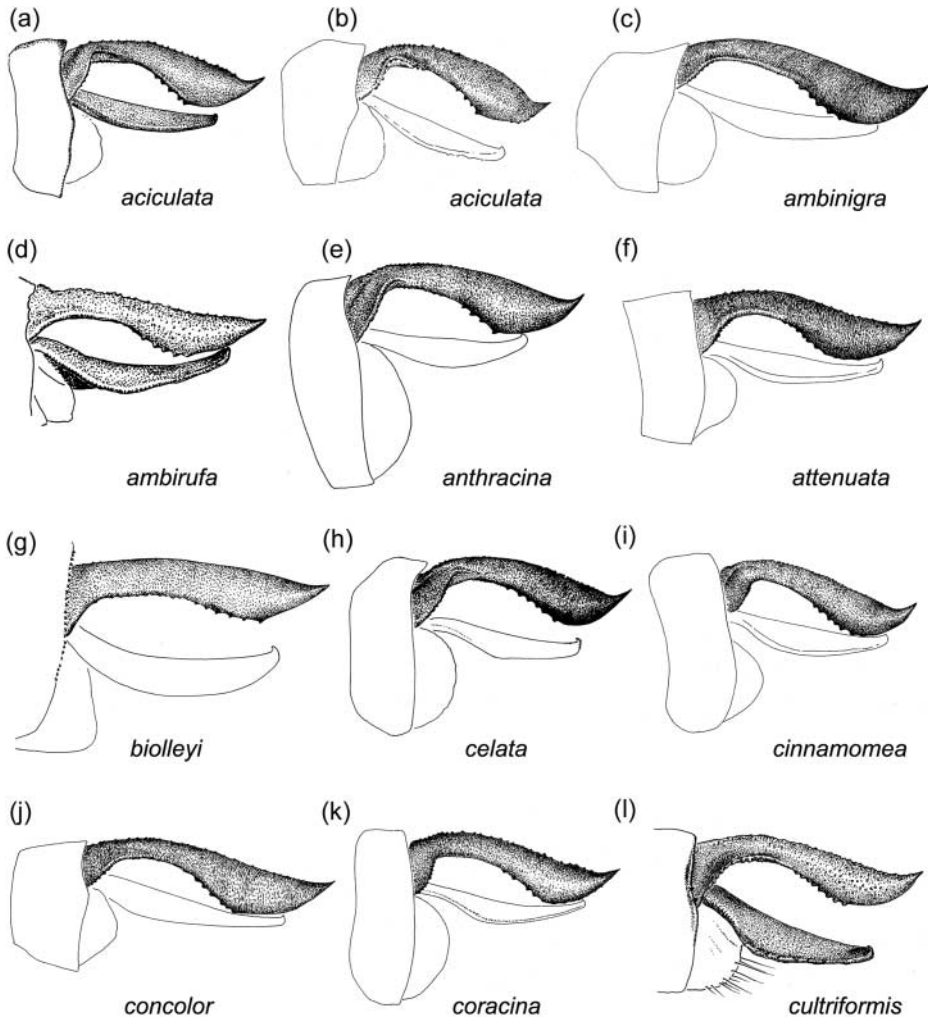 (a) (b) (c)
aciculata aciculata ambinigra
(d) (e) (f)
ambirufa anthracina attenuata
(g) (h) (i)
biolleyi celata cinnamomea
(j) (k) (l)
concolor coracina cultriformis